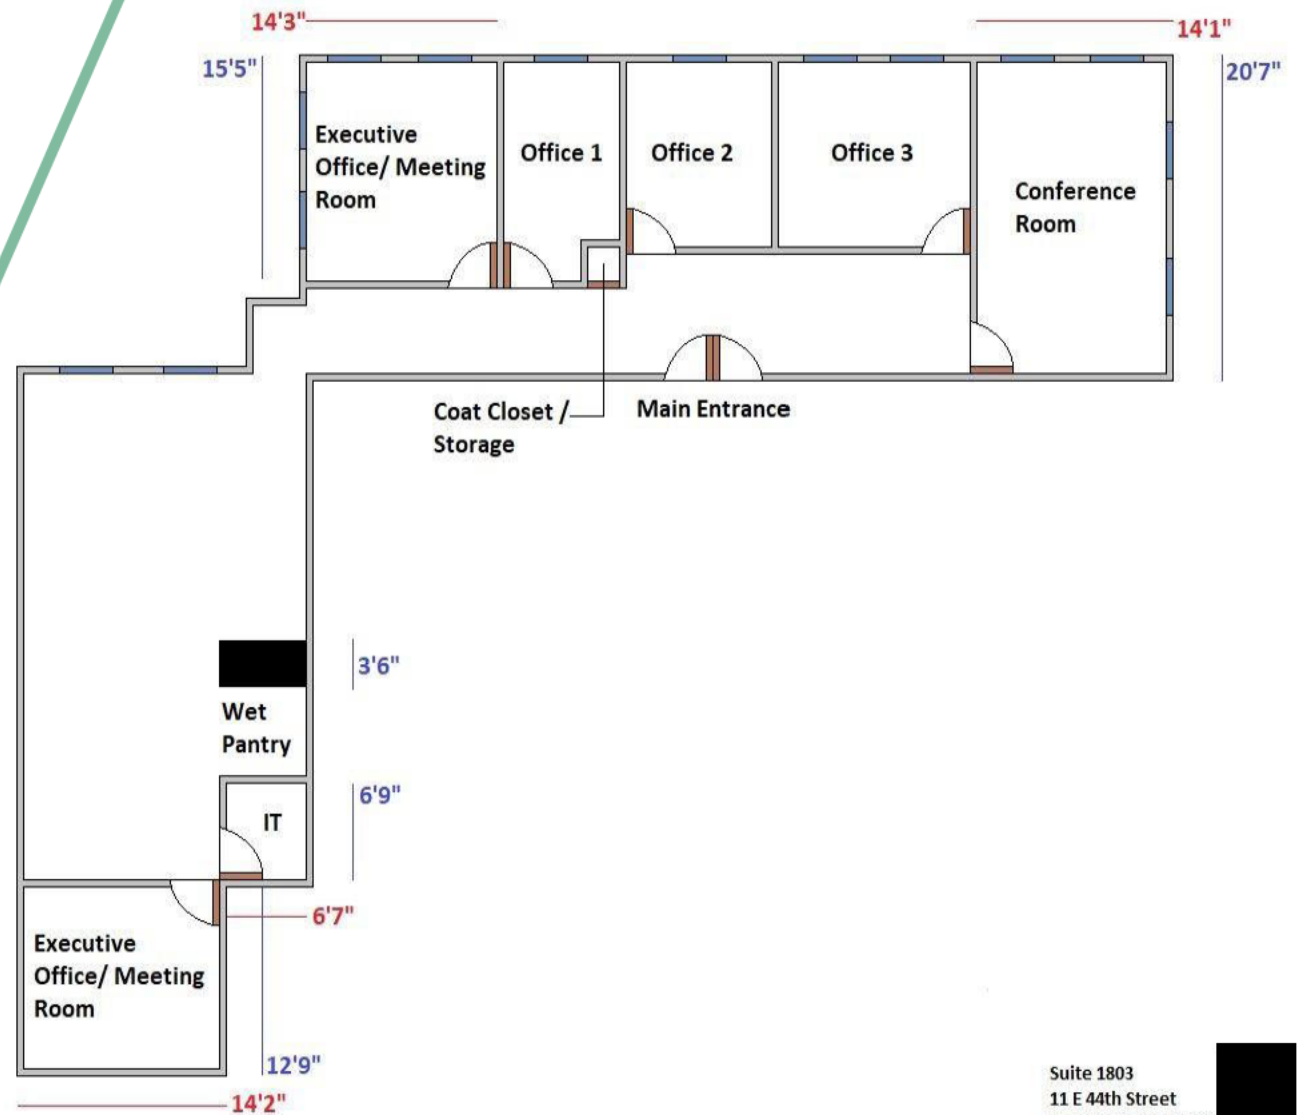 14'3"
14'1"
15'5"
20'7"
Executive
Office/ Meeting
Room
Office 1
Office 2
Office 3
Conference
Room
Coat Closet /
Storage
Main Entrance
3'6"
Wet
Pantry
6'9"
IT
6'7"
Executive
Office/ Meeting
Room
12'9"
14'2"
Suite 1803
11 E 44th Street